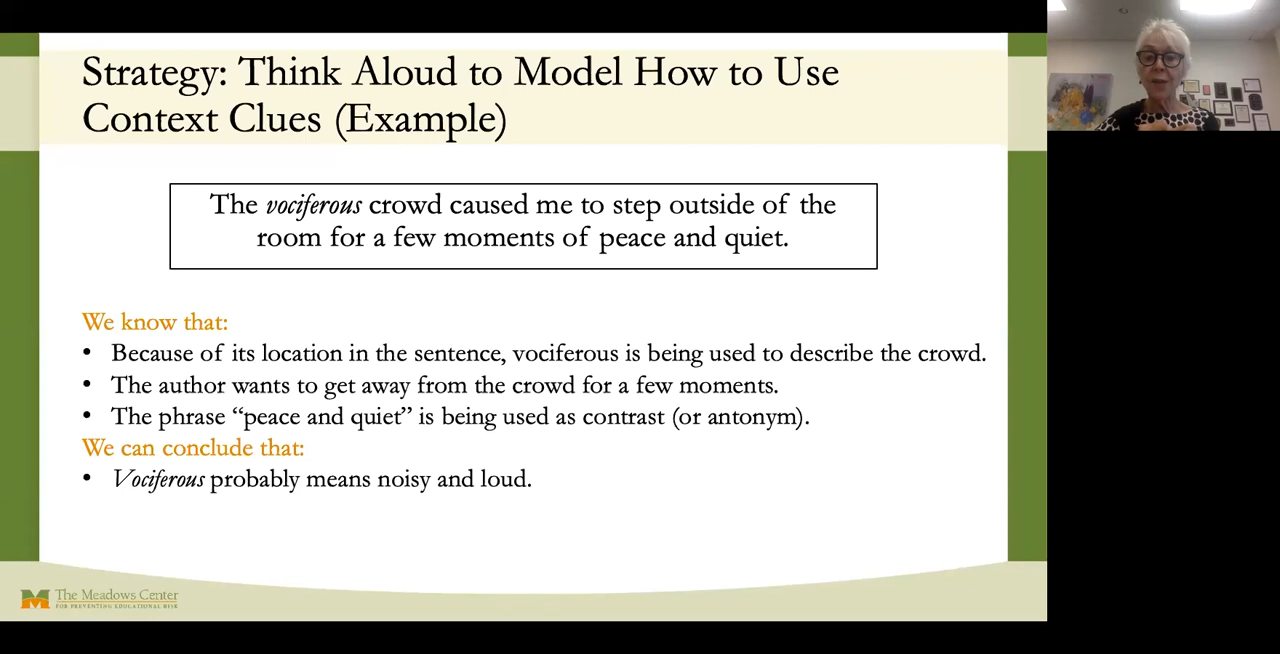 Strategy: Think Aloud to Model How to Use
Context Clues (Example)
The vociferous crowd caused me to step outside of the
room for a few moments of peace and quiet.
We know that:
• Because of its location in the sentence, vociferous is being used to describe the crowd.
• The author wants to get away from the crowd for a few moments.
• The phrase “peace and quiet” is being used as contrast (or antonym).
We can conclude that:
• Vociferous probably means noisy and loud.
The Meadows Center
FOR PREVENTING EDUCATIONAL RISK